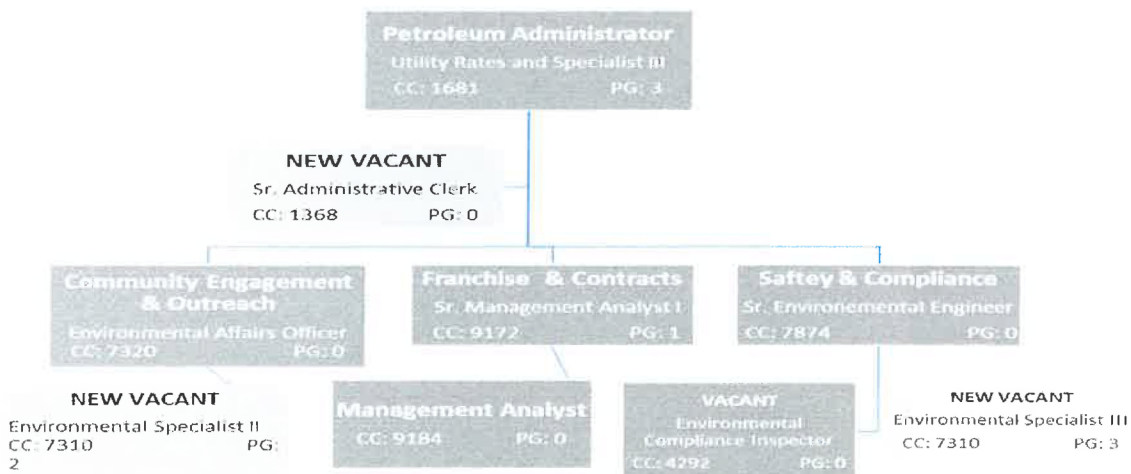 Petroleum Administrator
Utility Rates and Specialist III
CC: 1681 PG: 3
NEW VACANT
Sr. Administrative Clerk
CC: 1368 PG: 0
Community Engagement
& Outreach
Environmental Affairs Officer
CC: 7320 PG: 0
Franchise & Contracts
Sr. Management Analyst I
CC: 9172 PG: 1
Saftey & Compliance
Sr. Environemental Engineer
CC: 7874 PG: 0
NEW VACANT
Environmental Specialist II
CC: 7310 PG:
2
Management Analyst
CC: 9184 PG: 0
VACANT
Environmental
Compliance Inspector
CC: 4292 PG: 0
NEW VACANT
Environmental Specialist III
CC: 7310 PG: 3